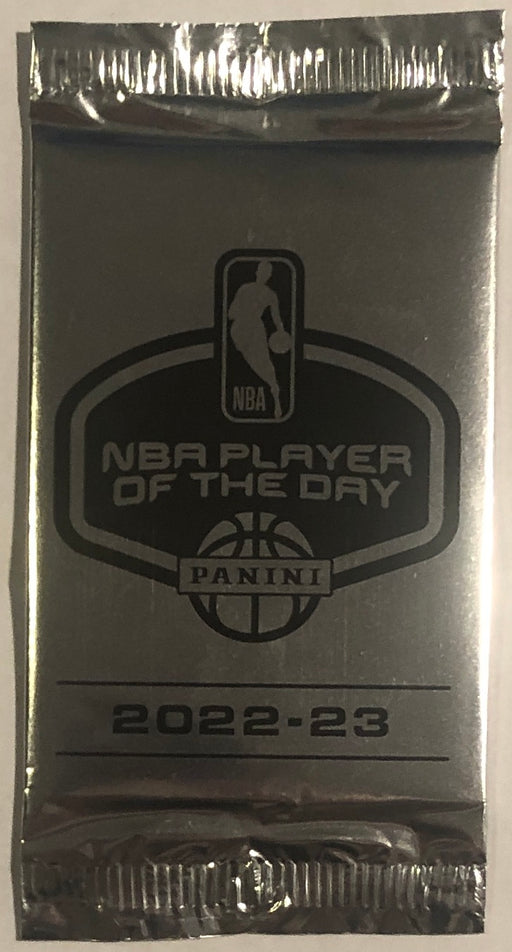 NBA
NBA PLAYER
OF THE DAY
PANINI
2022-23